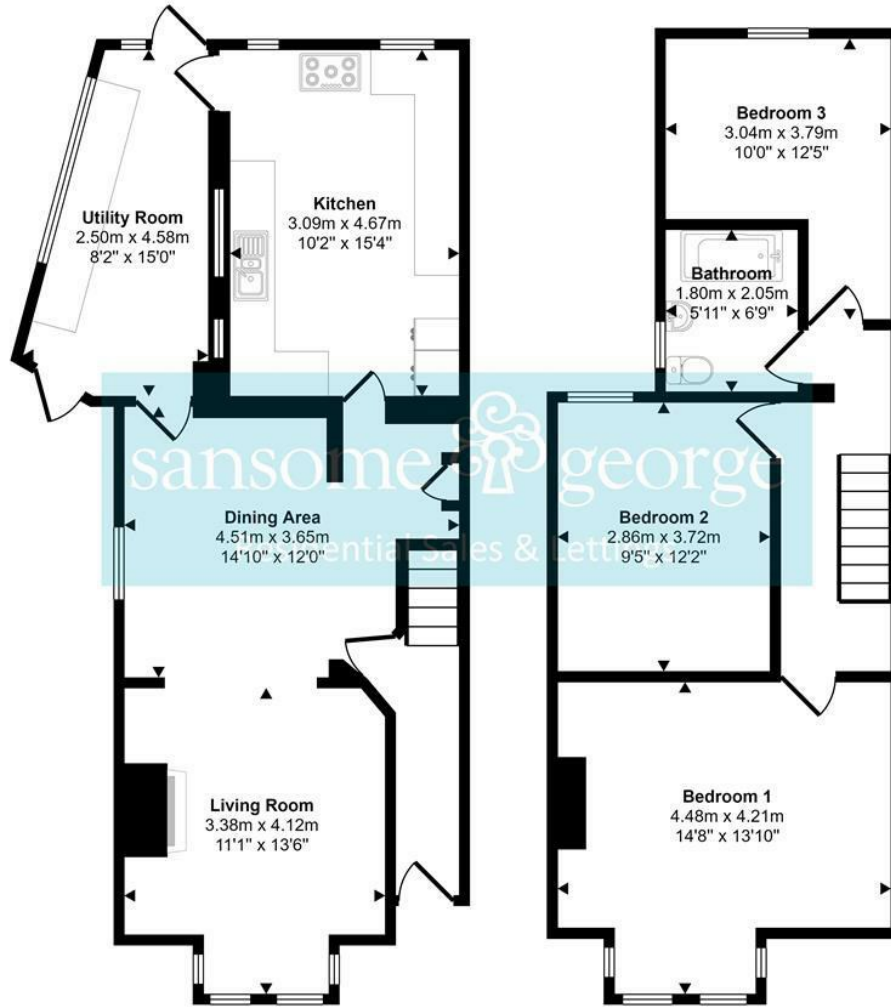 Utility Room
2.50m x 4.58m
8'2" x 15'0"
Kitchen
3.09m x 4.67m
10'2" x 15'4"
Dining Area
4.51m x 3.65m
14'10" x 12'0"
Living Room
3.38m x 4.12m
11'1" x 13'6"
Bedroom 3
3.04m x 3.79m
10'0" x 12'5"
Bathroom
1.80m x 2.05m
5'11" x 6'9"
Bedroom 2
2.86m x 3.72m
9'5" x 12'2"
Bedroom 1
4.48m x 4.21m
14'8" x 13'10"
sansome george
Residential Sales & Lettings